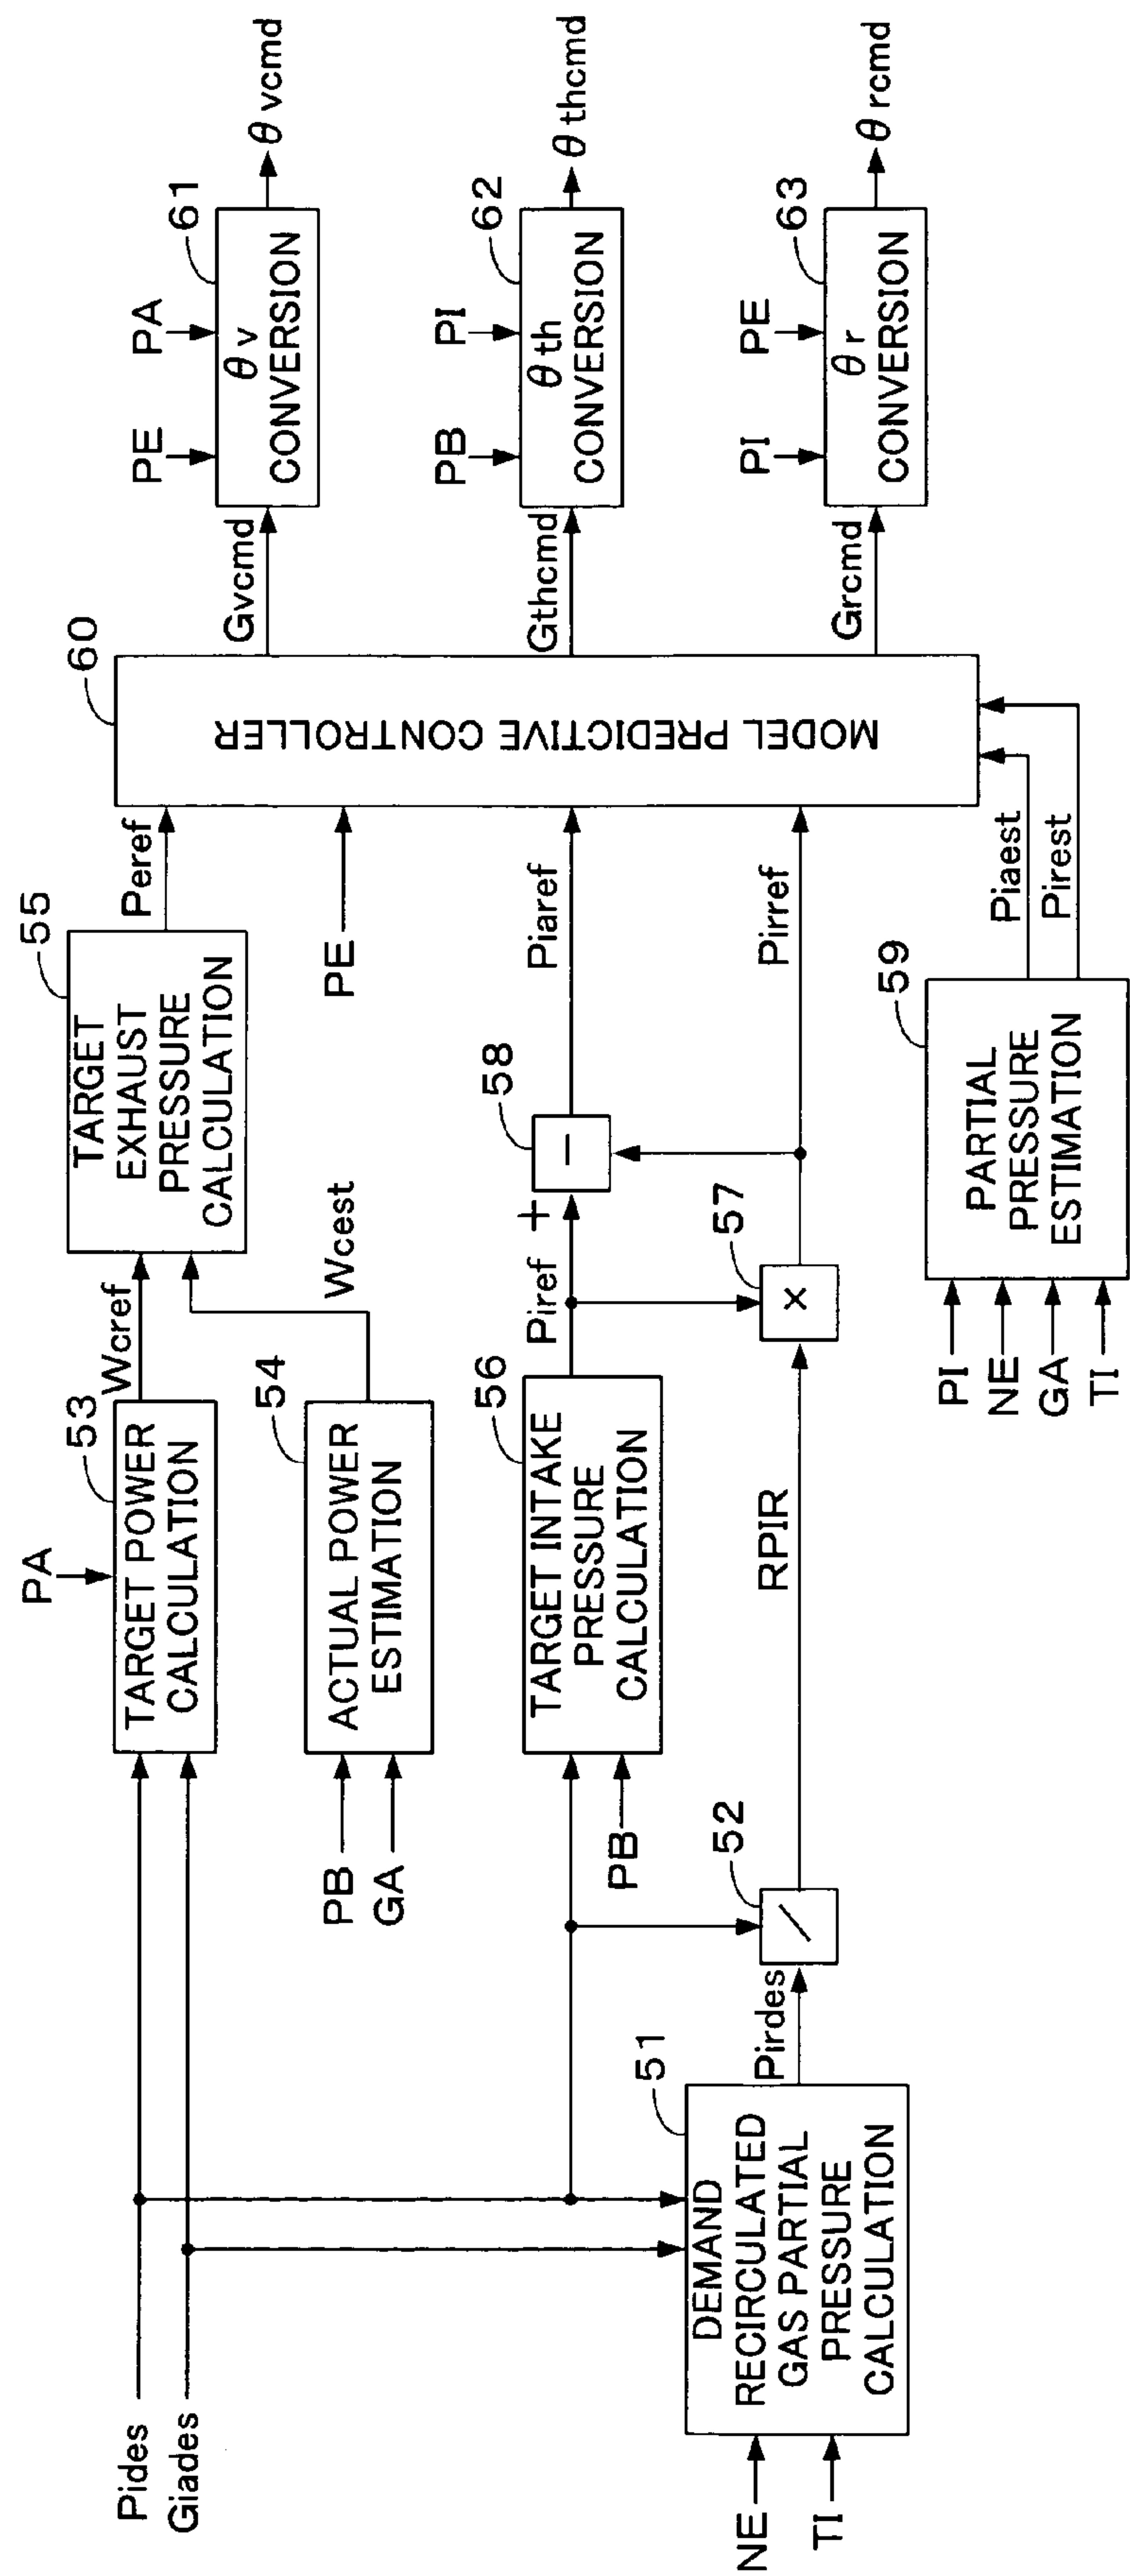 Pides
Giades
NE
TI
51
DEMAND
RECIRCULATED
GAS PARTIAL
PRESSURE
CALCULATION
Pirdes
52
/
RPIR
PA
53
TARGET POWER
CALCULATION
Wcref
PB
GA
54
ACTUAL POWER
ESTIMATION
Wcest
55
TARGET
EXHAUST
PRESSURE
CALCULATION
Peref
PB
56
TARGET INTAKE
PRESSURE
CALCULATION
Piref
+
57
×
58
−
Piaref
Pirref
PE
PI
NE
GA
TI
59
PARTIAL
PRESSURE
ESTIMATION
Piaest
Pirest
60
MODEL PREDICTIVE CONTROLLER
Gvcmd
PE
PA
61
θv
CONVERSION
θvcmd
Gthcmd
PB
PI
62
θth
CONVERSION
θthcmd
Grcmd
PI
PE
63
θr
CONVERSION
θrcmd